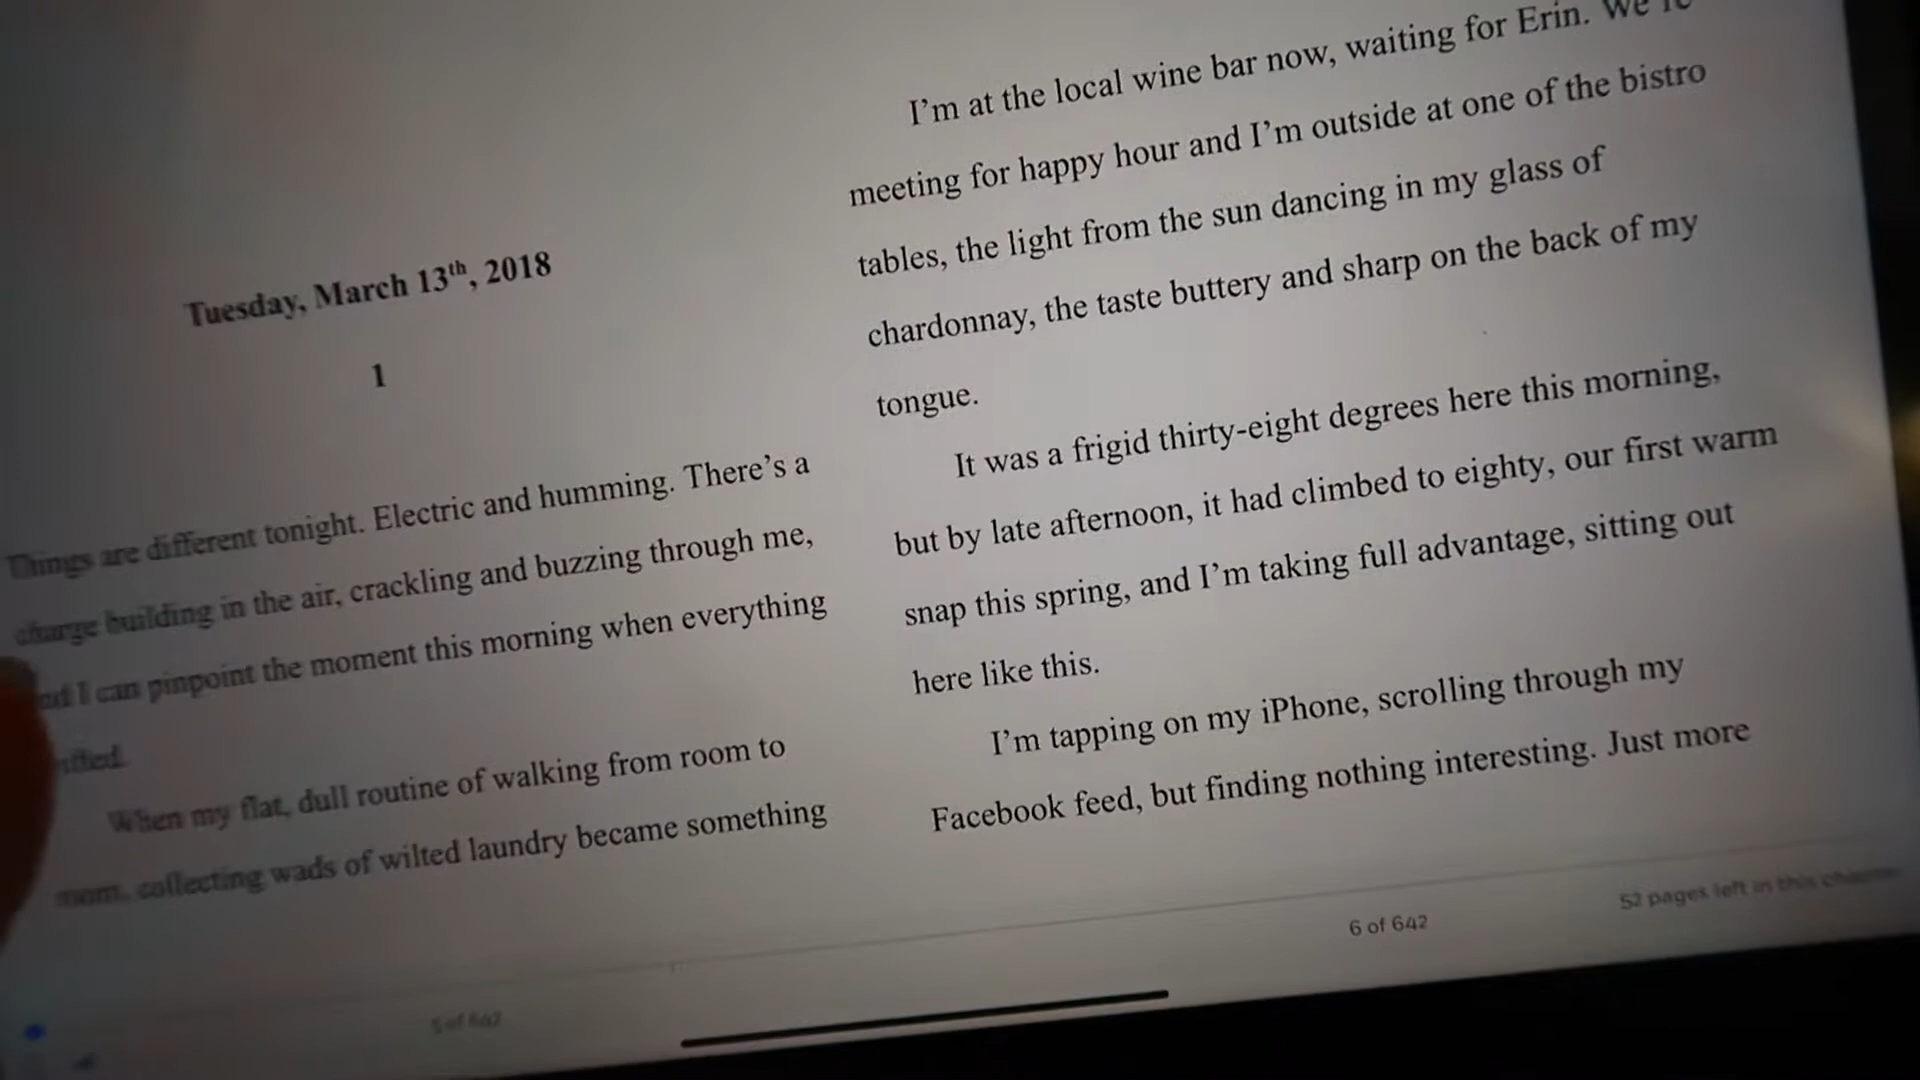 Tuesday, March 13th, 2018
1
Things are different tonight. Electric and humming. There's a
charge building in the air, crackling and buzzing through me,
and I can pinpoint the moment this morning when everything
When my flat, dull routine of walking from room to
room, collecting wads of wilted laundry became something
5 of 642
I'm at the local wine bar now, waiting for Erin. We're
meeting for happy hour and I'm outside at one of the bistro
tables, the light from the sun dancing in my glass of
chardonnay, the taste buttery and sharp on the back of my
tongue.
It was a frigid thirty-eight degrees here this morning,
but by late afternoon, it had climbed to eighty, our first warm
snap this spring, and I'm taking full advantage, sitting out
here like this.
I'm tapping on my iPhone, scrolling through my
Facebook feed, but finding nothing interesting. Just more
6 of 642
52 pages left in this chapter